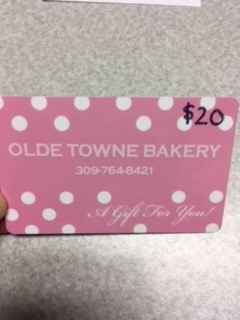 $20
OLDE TOWNE BAKERY
309-764-8421
A Gift For You!